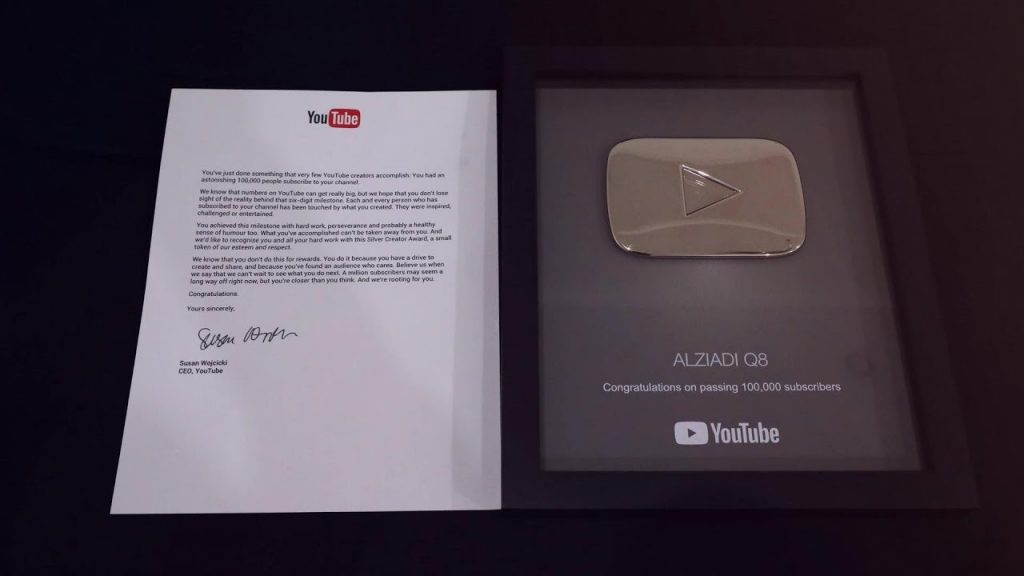 YouTube
You've just done something that very few YouTube creators accomplish. You had an
astonishing 100,000 people subscribe to your channel.
We know that numbers on YouTube can get really big, but we hope that you don't lose
sight of the reality behind that six-digit milestone. Each and every person who has
subscribed to your channel has been touched by what you created. They were inspired,
challenged or entertained.
You achieved this milestone with hard work, perseverance and probably a healthy
sense of humour too. What you've accomplished can't be taken away from you. And
we'd like to recognise you and all your hard work with this Silver Creator Award, a small
token of our esteem and respect.
We know that you don't do this for rewards. You do it because you have a drive to
create and share, and because you've found an audience who cares. Believe us when
we say that we can't wait to see what you do next. A million subscribers may seem a
long way off right now, but you're closer than you think. And we're rooting for you.
Congratulations.
Yours sincerely,
Susan Wojcicki
CEO, YouTube
ALZIADI Q8
Congratulations on passing 100,000 subscribers
YouTube